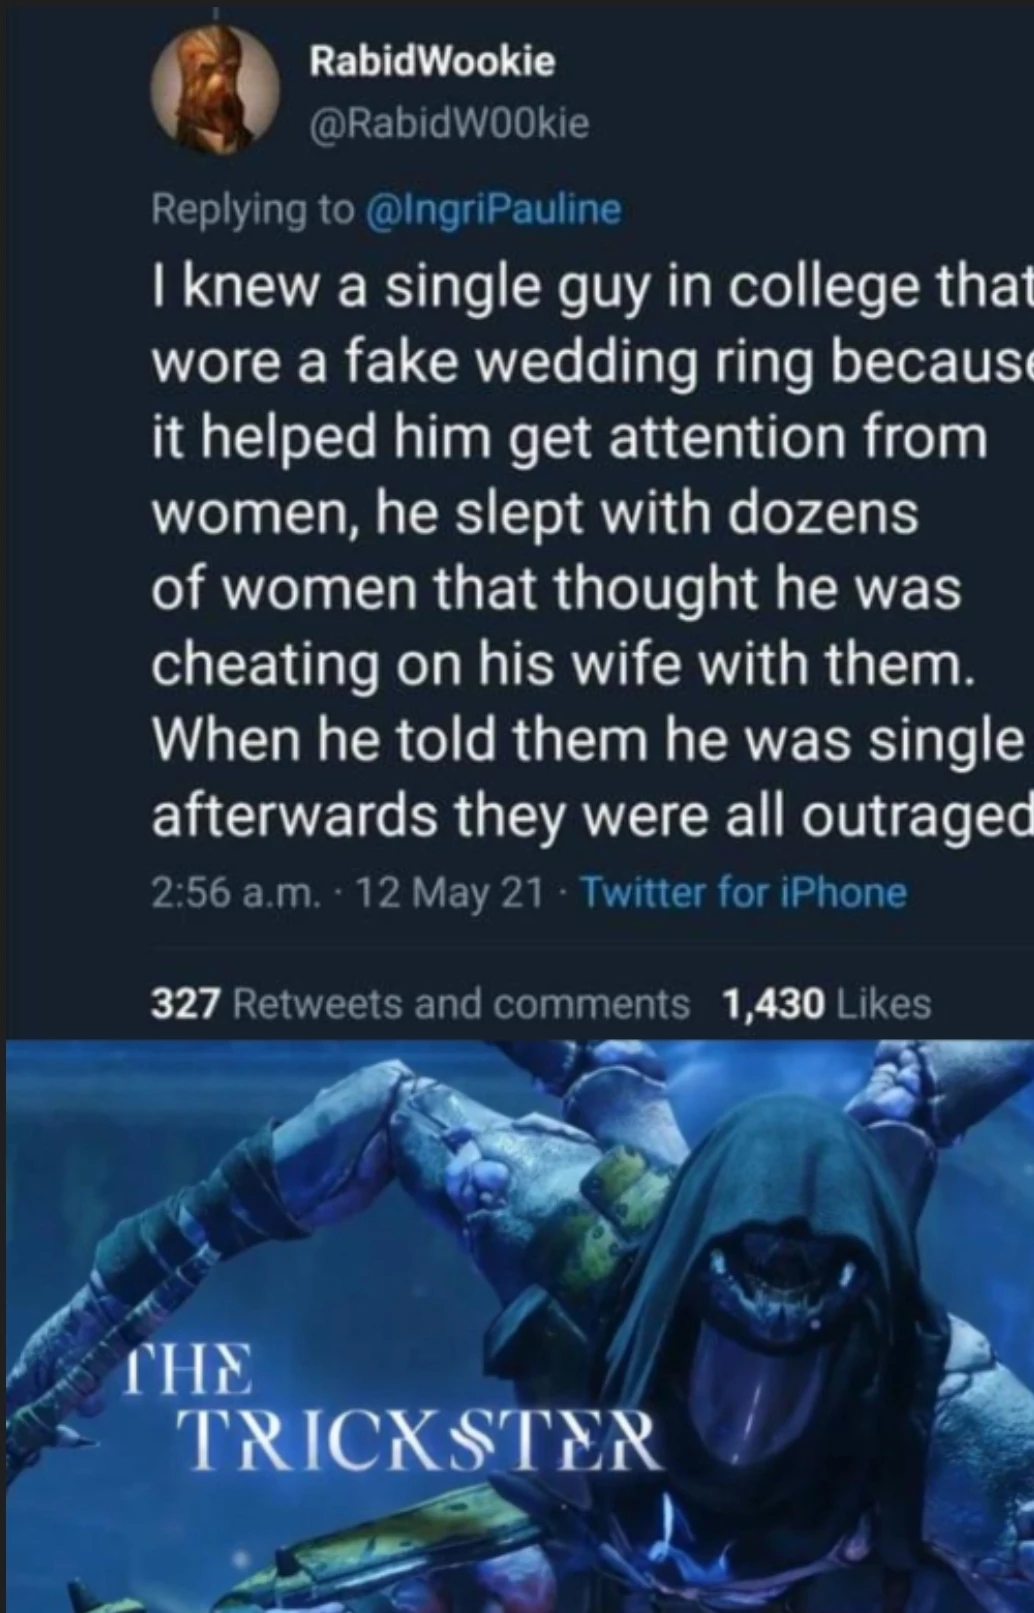 RabidWookie
@RabidW00kie
Replying to @IngriPauline
I knew a single guy in college that
wore a fake wedding ring because
it helped him get attention from
women, he slept with dozens
of women that thought he was
cheating on his wife with them.
When he told them he was single
afterwards they were all outraged
2:56 a.m. · 12 May 21 · Twitter for iPhone
327 Retweets and comments 1,430 Likes
THE
TRICKSTER